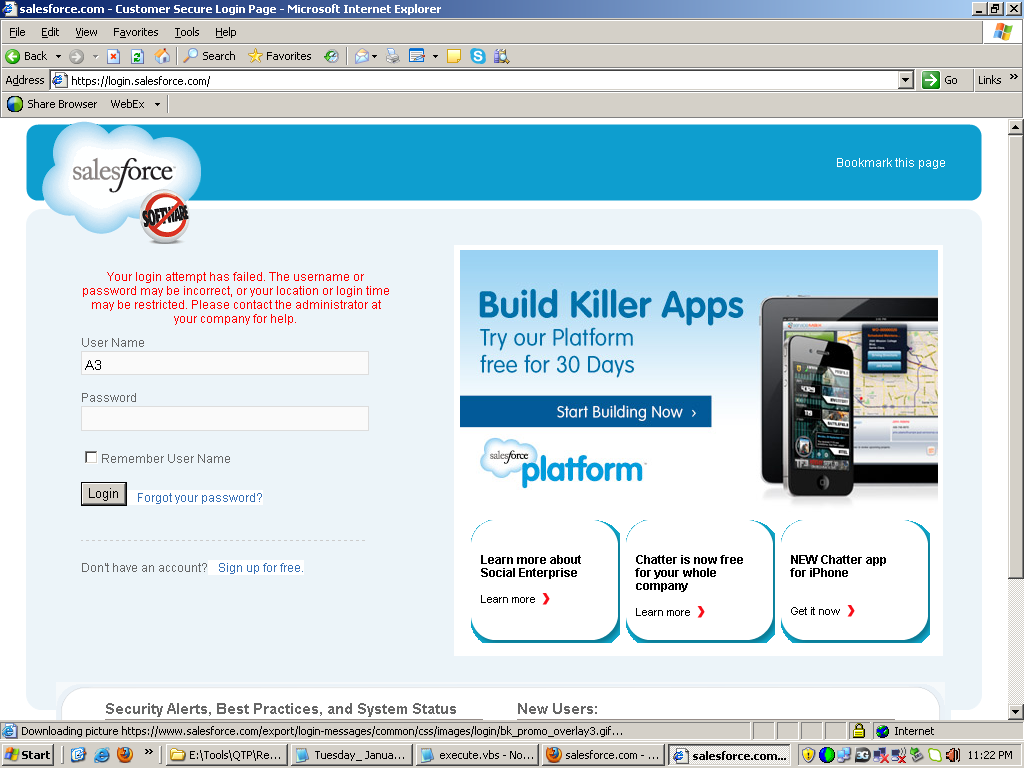 salesforce.com - Customer Secure Login Page - Microsoft Internet Explorer
File Edit View Favorites Tools Help
Back Search Favorites
Address https://login.salesforce.com/ Go Links »
Share Browser WebEx
salesforce
SOFTWARE
Bookmark this page
Your login attempt has failed. The username or
password may be incorrect, or your location or login time
may be restricted. Please contact the administrator at
your company for help.
User Name
A3
Password
Remember User Name
Login Forgot your password?
Don't have an account? Sign up for free.
Build Killer Apps
Try our Platform
free for 30 Days
Start Building Now ›
salesforce
platform
Learn more about
Social Enterprise
Learn more
Chatter is now free
for your whole
company
Learn more
NEW Chatter app
for iPhone
Get it now
Security Alerts, Best Practices, and System Status
New Users:
Downloading picture https://www.salesforce.com/export/login-messages/common/css/images/login/bk_promo_overlay3.gif... Internet
Start » E:\Tools\QTP\Re... Tuesday_ Janua... execute.vbs - No... salesforce.com - ... salesforce.com... 11:22 PM